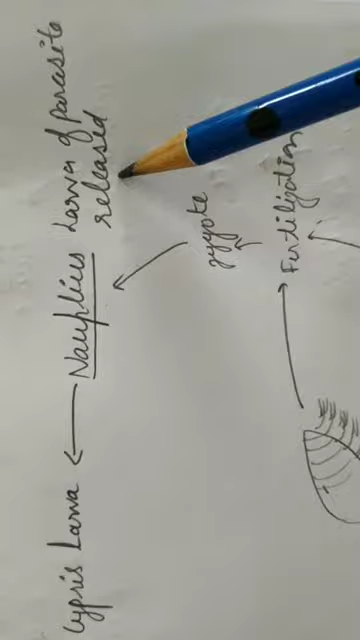 Fertilization
zygote
Nauplius Larva of parasite
released
Cypris Larva